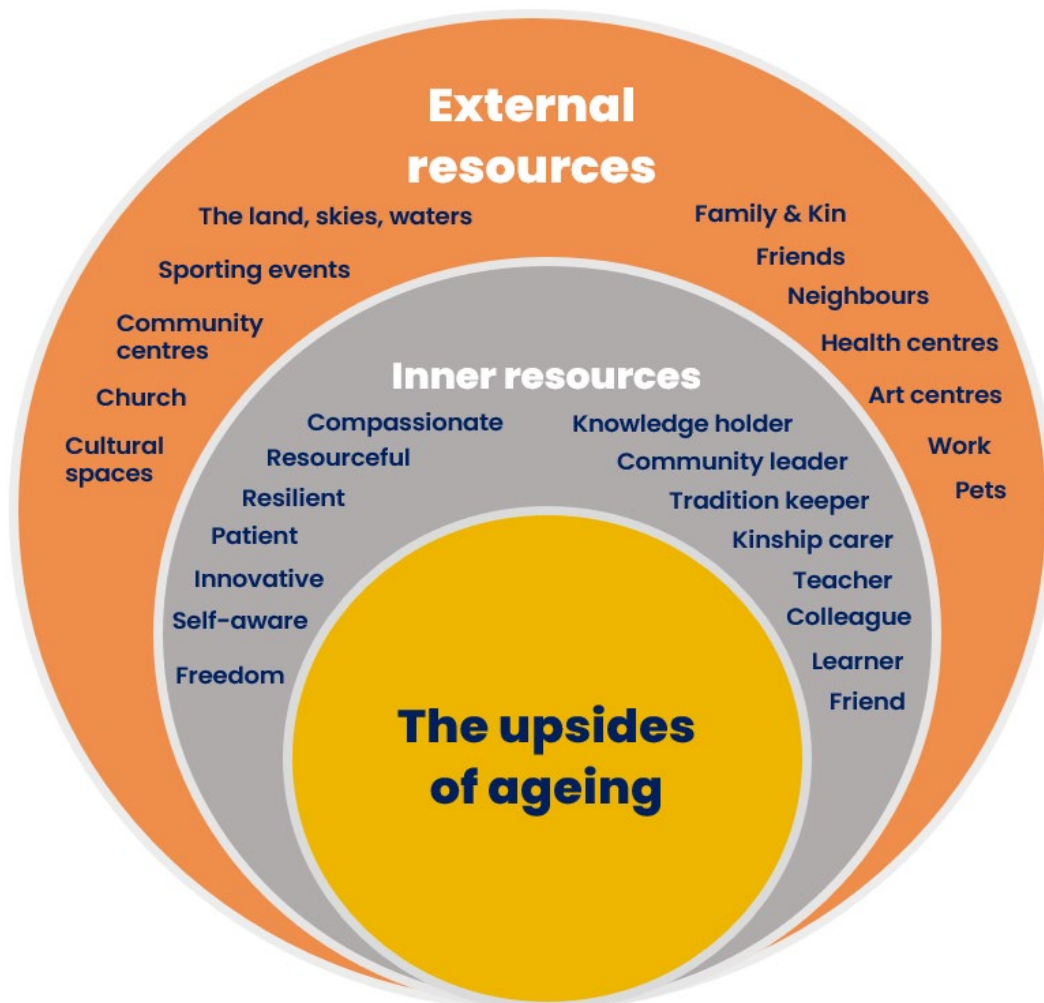 External
resources
The land, skies, waters
Sporting events
Community
centres
Church
Cultural
spaces
Family & Kin
Friends
Neighbours
Health centres
Art centres
Work
Pets
Inner resources
Compassionate
Resourceful
Resilient
Patient
Innovative
Self-aware
Freedom
Knowledge holder
Community leader
Tradition keeper
Kinship carer
Teacher
Colleague
Learner
Friend
The upsides
of ageing